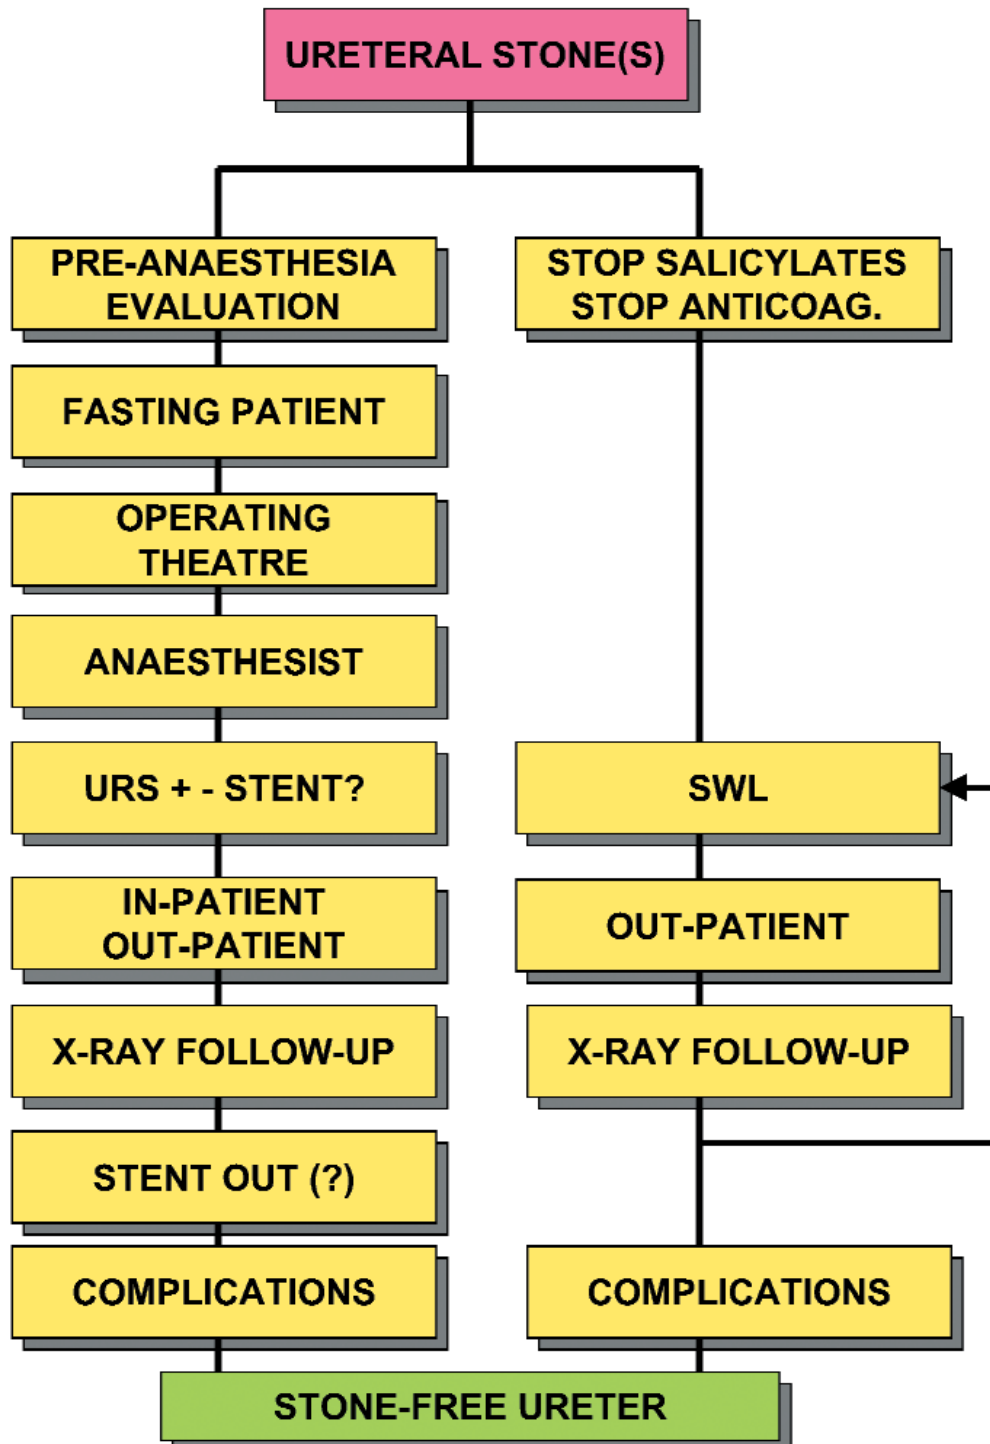 URETERAL STONE(S)
PRE-ANAESTHESIA
EVALUATION
FASTING PATIENT
OPERATING
THEATRE
ANAESTHESIST
URS + - STENT?
IN-PATIENT
OUT-PATIENT
X-RAY FOLLOW-UP
STENT OUT (?)
COMPLICATIONS
STOP SALICYLATES
STOP ANTICOAG.
SWL
OUT-PATIENT
X-RAY FOLLOW-UP
COMPLICATIONS
STONE-FREE URETER